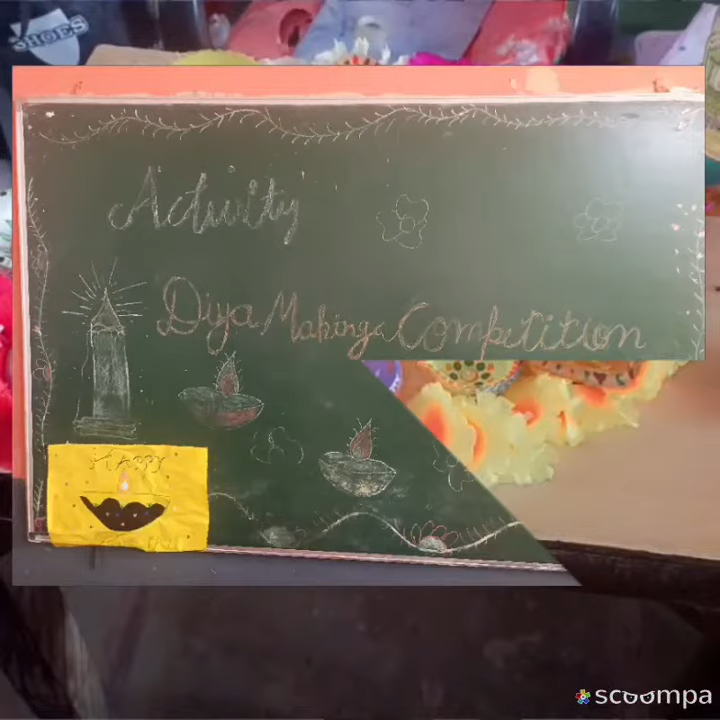 SHOES
Activity
Diya Making Competition
HAPPY
scoompa